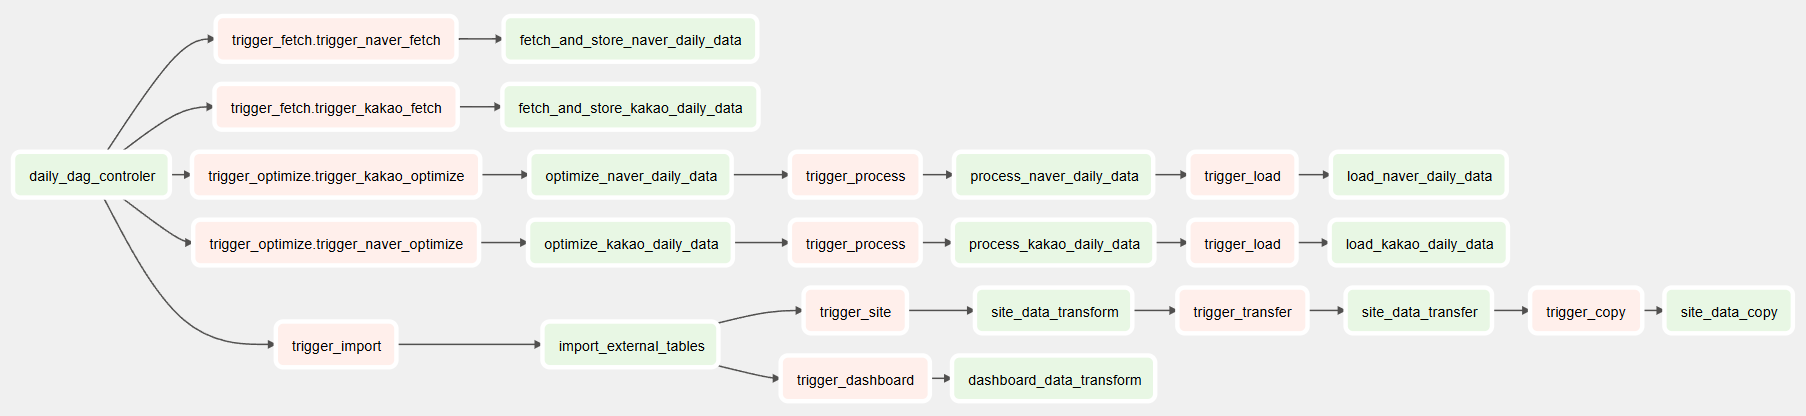 trigger_fetch.trigger_naver_fetch
fetch_and_store_naver_daily_data
trigger_fetch.trigger_kakao_fetch
fetch_and_store_kakao_daily_data
daily_dag_controler
trigger_optimize.trigger_kakao_optimize
optimize_naver_daily_data
trigger_process
process_naver_daily_data
trigger_load
load_naver_daily_data
trigger_optimize.trigger_naver_optimize
optimize_kakao_daily_data
trigger_process
process_kakao_daily_data
trigger_load
load_kakao_daily_data
trigger_import
import_external_tables
trigger_site
site_data_transform
trigger_transfer
site_data_transfer
trigger_copy
site_data_copy
trigger_dashboard
dashboard_data_transform